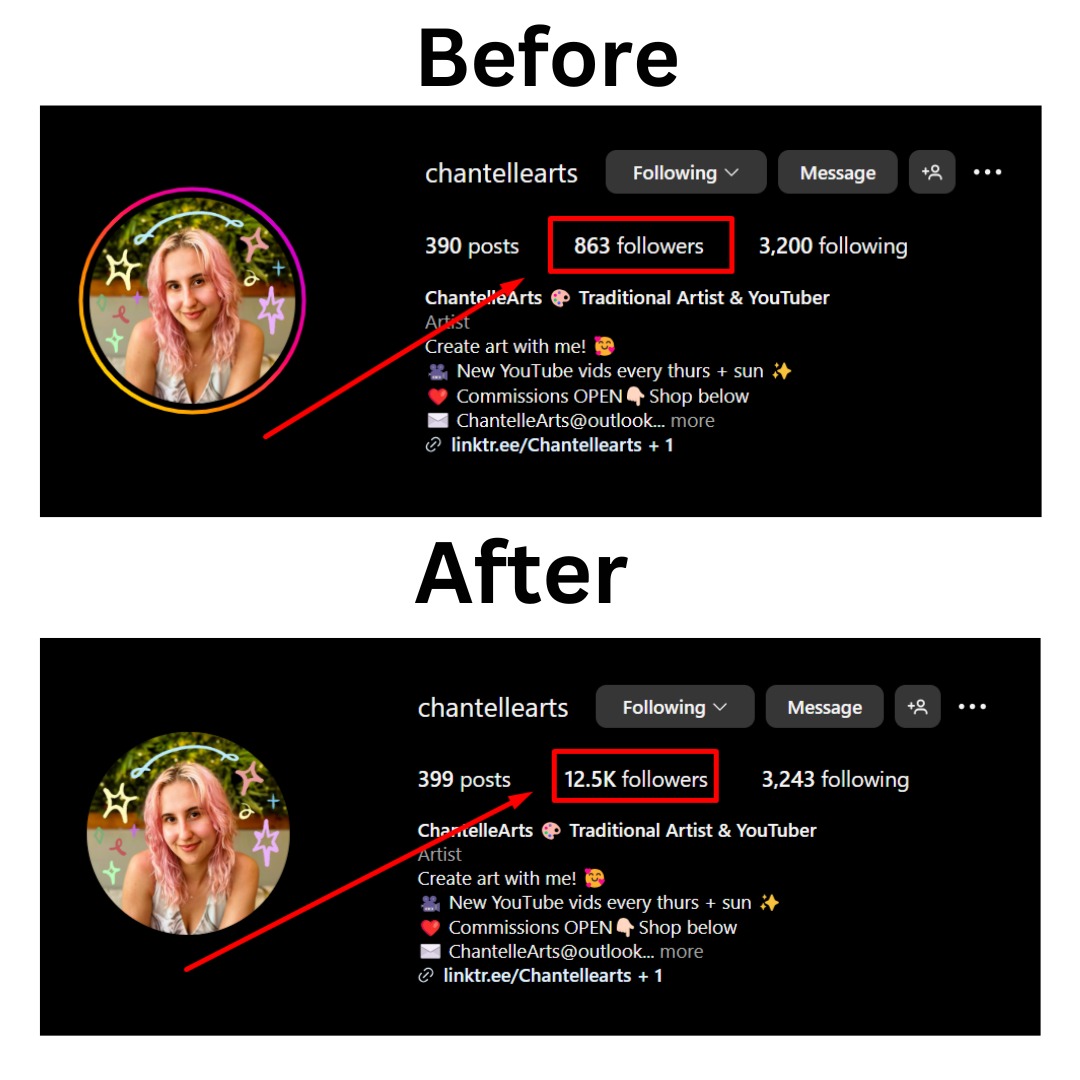 Before
chantellearts Following Message
390 posts 863 followers 3,200 following
ChantelleArts 🎨 Traditional Artist & YouTuber
Artist
Create art with me! 🥰
🎥 New YouTube vids every thurs + sun ✨
❤️ Commissions OPEN👇🏻Shop below
✉️ ChantelleArts@outlook... more
linktr.ee/Chantellearts + 1
After
chantellearts Following Message
399 posts 12.5K followers 3,243 following
ChantelleArts 🎨 Traditional Artist & YouTuber
Artist
Create art with me! 🥰
🎥 New YouTube vids every thurs + sun ✨
❤️ Commissions OPEN👇🏻Shop below
✉️ ChantelleArts@outlook... more
linktr.ee/Chantellearts + 1